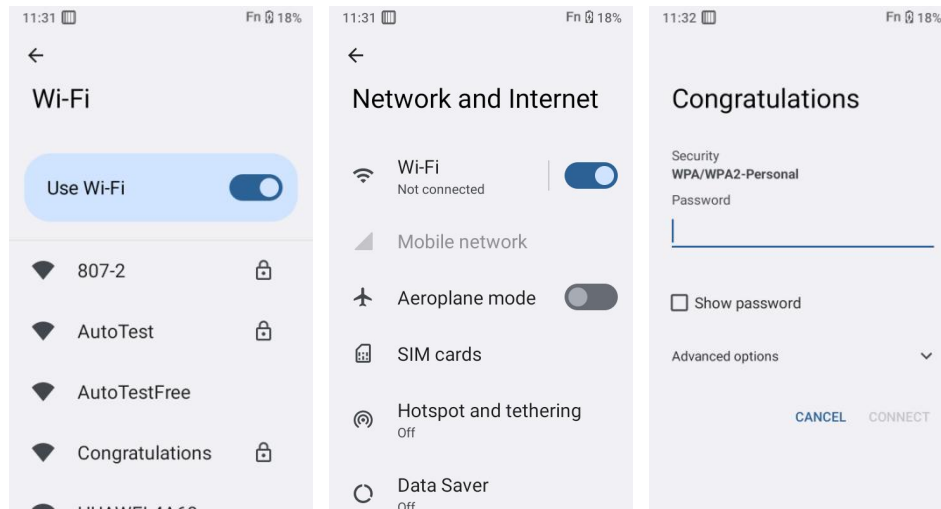 11:31 Fn 18%
Wi-Fi
Use Wi-Fi
807-2
AutoTest
AutoTestFree
Congratulations
11:31 Fn 18%
Network and Internet
Wi-Fi
Not connected
Mobile network
Aeroplane mode
SIM cards
Hotspot and tethering
Off
Data Saver
Off
11:32 Fn 18%
Congratulations
Security
WPA/WPA2-Personal
Password
Show password
Advanced options
CANCEL CONNECT